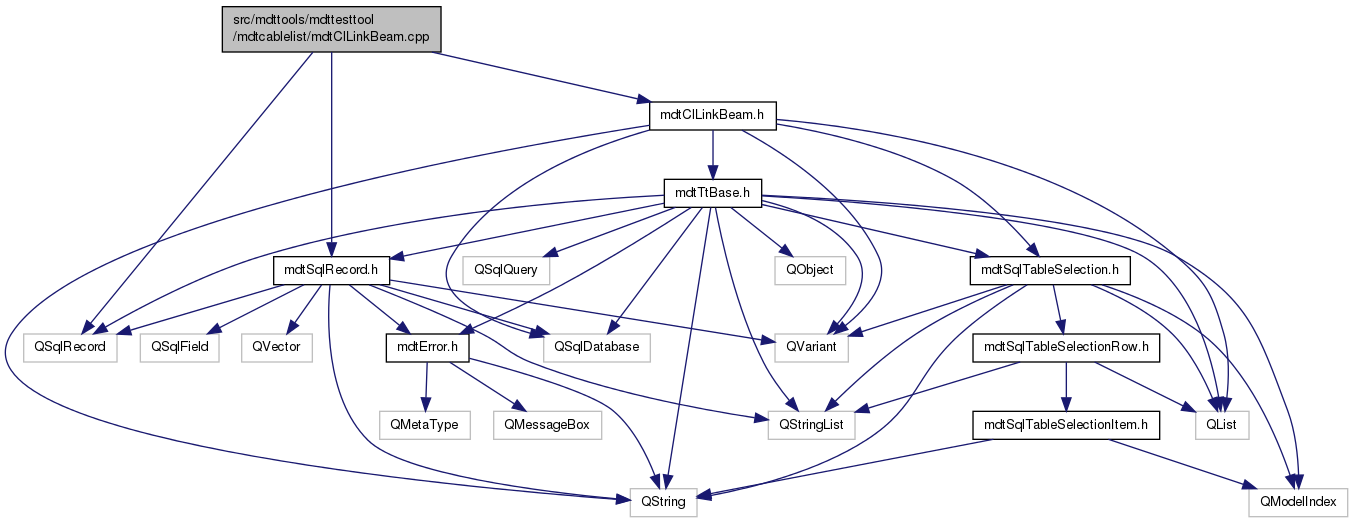 src/mdttools/mdttesttool
/mdtcablelist/mdtClLinkBeam.cpp
mdtClLinkBeam.h
mdtTtBase.h
mdtSqlRecord.h
QSqlQuery
QObject
mdtSqlTableSelection.h
QSqlRecord
QSqlField
QVector
mdtError.h
QSqlDatabase
QVariant
mdtSqlTableSelectionRow.h
QMetaType
QMessageBox
QStringList
mdtSqlTableSelectionItem.h
QList
QString
QModelIndex